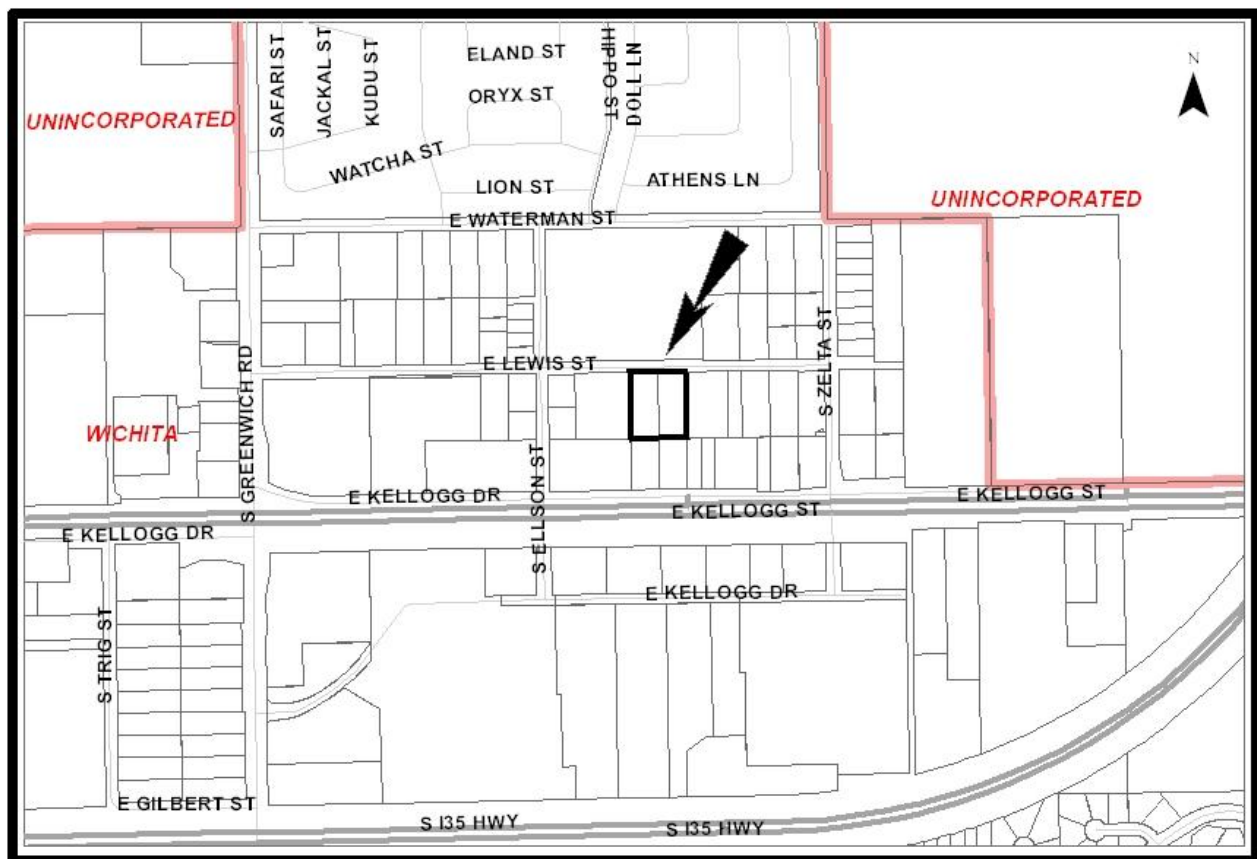 ELAND ST
ORYX ST
SAFARI ST
JACKAL ST
KUDU ST
HIPPO ST
DOLL LN
N
UNINCORPORATED
WATCHA ST
LION ST
ATHENS LN
UNINCORPORATED
E WATERMAN ST
E LEWIS ST
S GREENWICH RD
S ZELTA ST
WICHITA
S ELLSON ST
E KELLOGG DR
E KELLOGG ST
E KELLOGG ST
E KELLOGG DR
E KELLOGG DR
S TRIG ST
E GILBERT ST
S I35 HWY
S I35 HWY